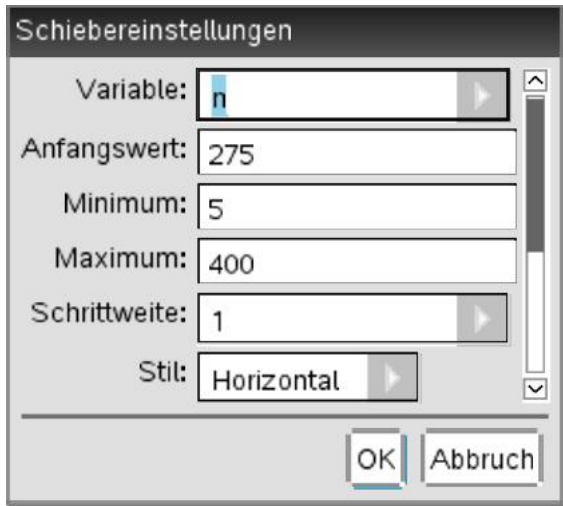 Schiebereinstellungen
Variable: n
Anfangswert: 275
Minimum: 5
Maximum: 400
Schrittweite: 1
Stil: Horizontal
OK Abbruch